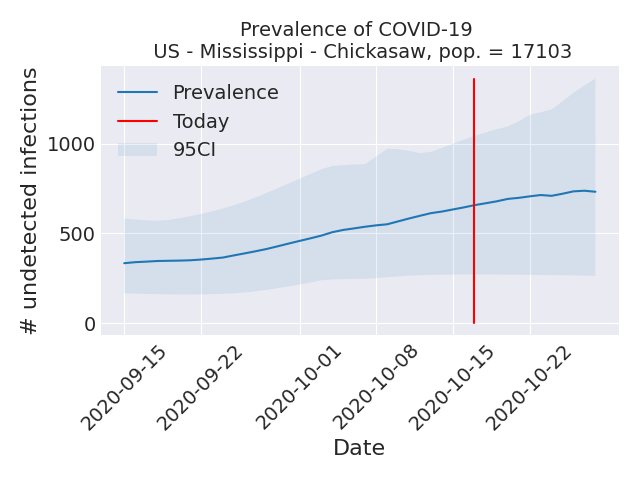 Prevalence of COVID-19
US - Mississippi - Chickasaw, pop. = 17103
# undetected infections
1000
500
0
Prevalence
Today
95CI
2020-09-15
2020-09-22
2020-10-01
2020-10-08
2020-10-15
2020-10-22
Date